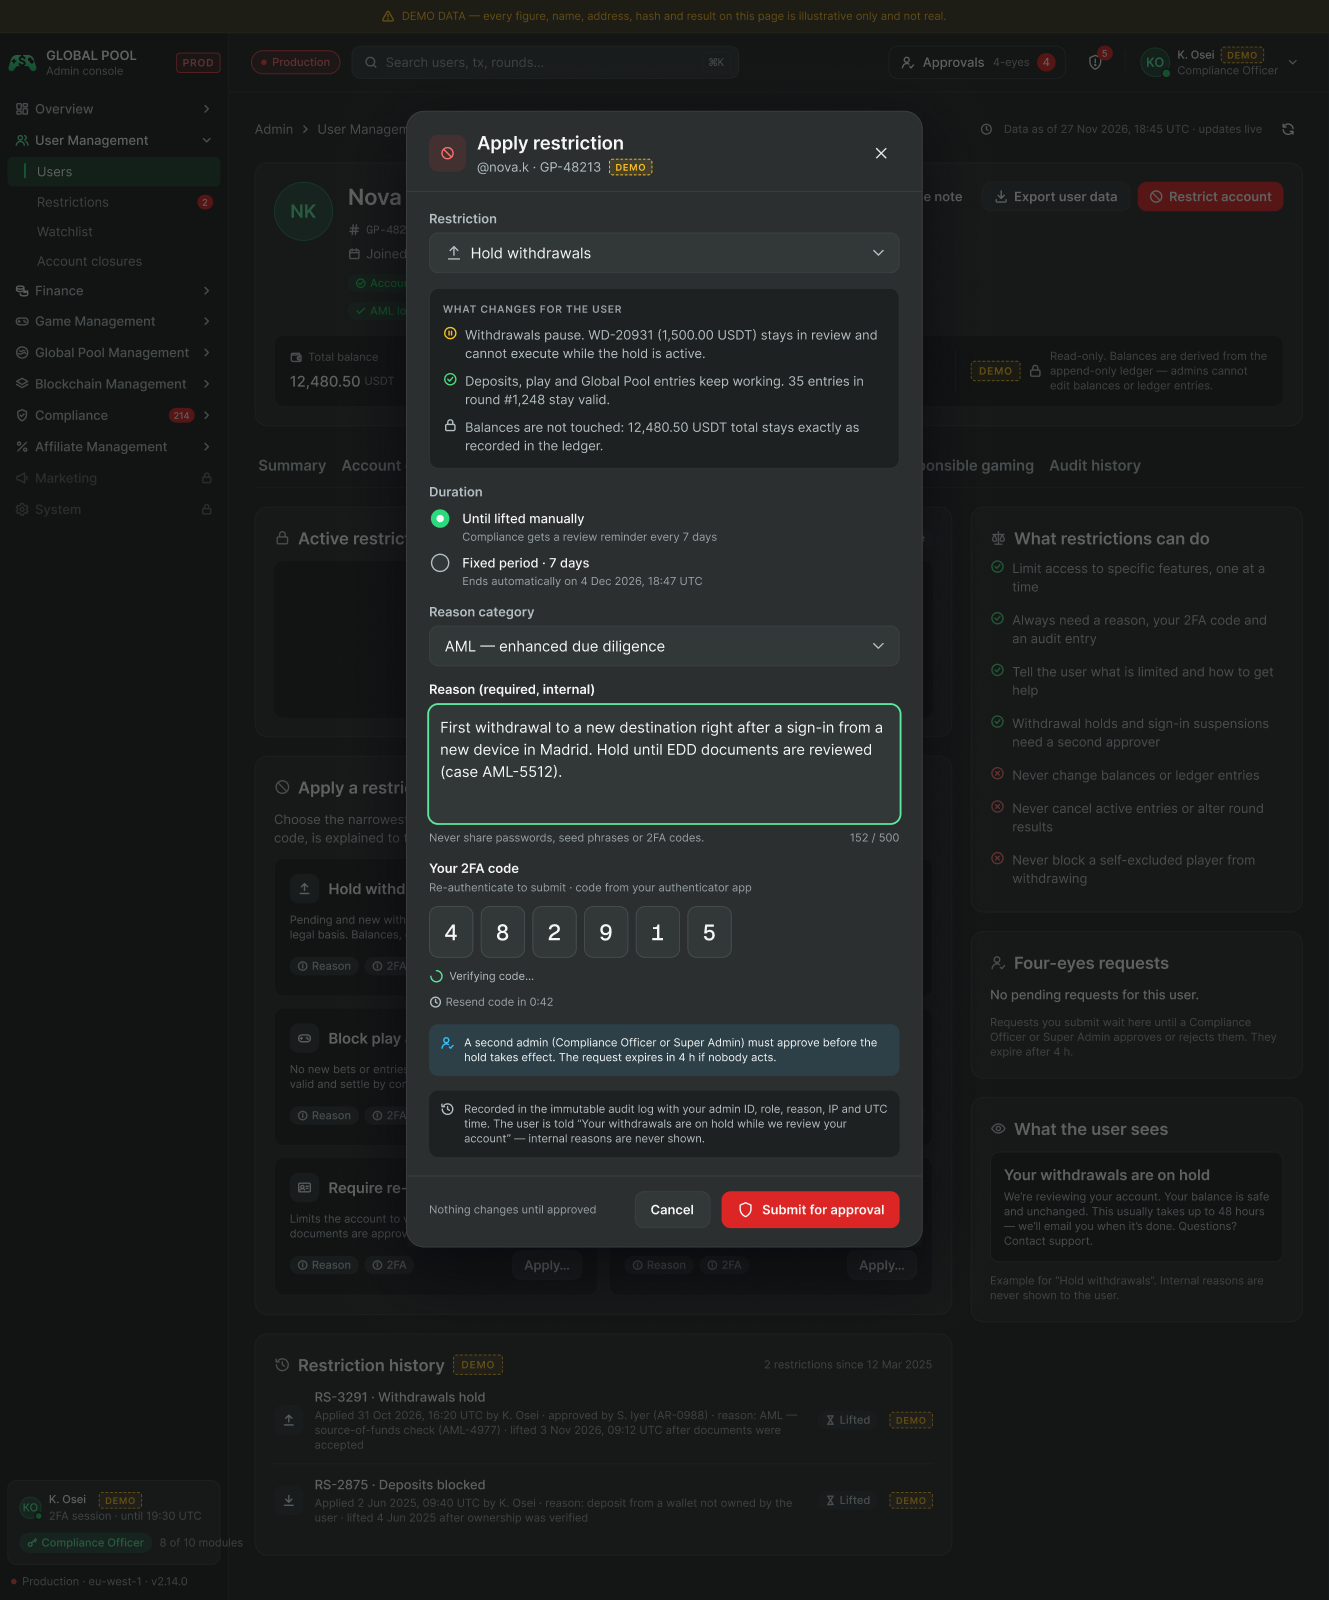 DEMO DATA — every figure, name, address, hash and result on this page is illustrative only and not real.
GLOBAL POOL
Admin console
PROD
Production
Search users, tx, rounds...
⌘K
Approvals
4-eyes
4
5
KO
K. Osei
DEMO
Compliance Officer
Overview
User Management
Users
Restrictions
2
Watchlist
Account closures
Finance
Game Management
Global Pool Management
Blockchain Management
Compliance
214
Affiliate Management
Marketing
System
Admin
Data as of 27 Nov 2026, 18:45 UTC · updates live
NK
Nova
Joined
note
Export user data
Restrict account
Total balance
12,480.50 USDT
DEMO
Read-only. Balances are derived from the
append-only ledger — admins cannot
edit balances or ledger entries.
Summary
Account
gaming
Audit history
Apply restriction
@nova.k · GP-48213
DEMO
Restriction
Hold withdrawals
WHAT CHANGES FOR THE USER
Withdrawals pause. WD-20931 (1,500.00 USDT) stays in review and
cannot execute while the hold is active.
Deposits, play and Global Pool entries keep working. 35 entries in
round #1,248 stay valid.
Balances are not touched: 12,480.50 USDT total stays exactly as
recorded in the ledger.
Duration
Until lifted manually
Compliance gets a review reminder every 7 days
Fixed period · 7 days
Ends automatically on 4 Dec 2026, 18:47 UTC
Reason category
AML — enhanced due diligence
Reason (required, internal)
First withdrawal to a new destination right after a sign-in from a
new device in Madrid. Hold until EDD documents are reviewed
(case AML-5512).
Never share passwords, seed phrases or 2FA codes.
152 / 500
Your 2FA code
Re-authenticate to submit · code from your authenticator app
4 8 2 9 1 5
Verifying code...
Resend code in 0:42
A second admin (Compliance Officer or Super Admin) must approve before the
hold takes effect. The request expires in 4 h if nobody acts.
Recorded in the immutable audit log with your admin ID, role, reason, IP and UTC
time. The user is told “Your withdrawals are on hold while we review your
account” — internal reasons are never shown.
Nothing changes until approved
Cancel
Submit for approval
Active
Apply a
Choose the
code, is explained to
Hold
Pending and new
legal basis. Balances,
Reason
2FA
Block play
No new bets or
valid and settle by
Reason
2FA
Require
Limits the account to
documents are
Reason
2FA
Apply...
Reason
2FA
Apply...
What restrictions can do
Limit access to specific features, one at a
time
Always need a reason, your 2FA code and
an audit entry
Tell the user what is limited and how to get
help
Withdrawal holds and sign-in suspensions
need a second approver
Never change balances or ledger entries
Never cancel active entries or alter round
results
Never block a self-excluded player from
withdrawing
Four-eyes requests
No pending requests for this user.
Requests you submit wait here until a Compliance
Officer or Super Admin approves or rejects them. They
expire after 4 h.
What the user sees
Your withdrawals are on hold
We’re reviewing your account. Your balance is safe
and unchanged. This usually takes up to 48 hours
— we’ll email you when it’s done. Questions?
Contact support.
Example for “Hold withdrawals”. Internal reasons are
never shown to the user.
Restriction history
DEMO
2 restrictions since 12 Mar 2025
RS-3291 · Withdrawals hold
Applied 31 Oct 2026, 16:20 UTC by K. Osei · approved by S. Iyer (AR-0988) · reason: AML —
source-of-funds check (AML-4977) · lifted 3 Nov 2026, 09:12 UTC after documents were
accepted
Lifted
DEMO
RS-2875 · Deposits blocked
Applied 2 Jun 2025, 09:40 UTC by K. Osei · reason: deposit from a wallet not owned by the
user · lifted 4 Jun 2025 after ownership was verified
Lifted
DEMO
KO
K. Osei
DEMO
2FA session · until 19:30 UTC
Compliance Officer
8 of 10 modules
Production · eu-west-1 · v2.14.0